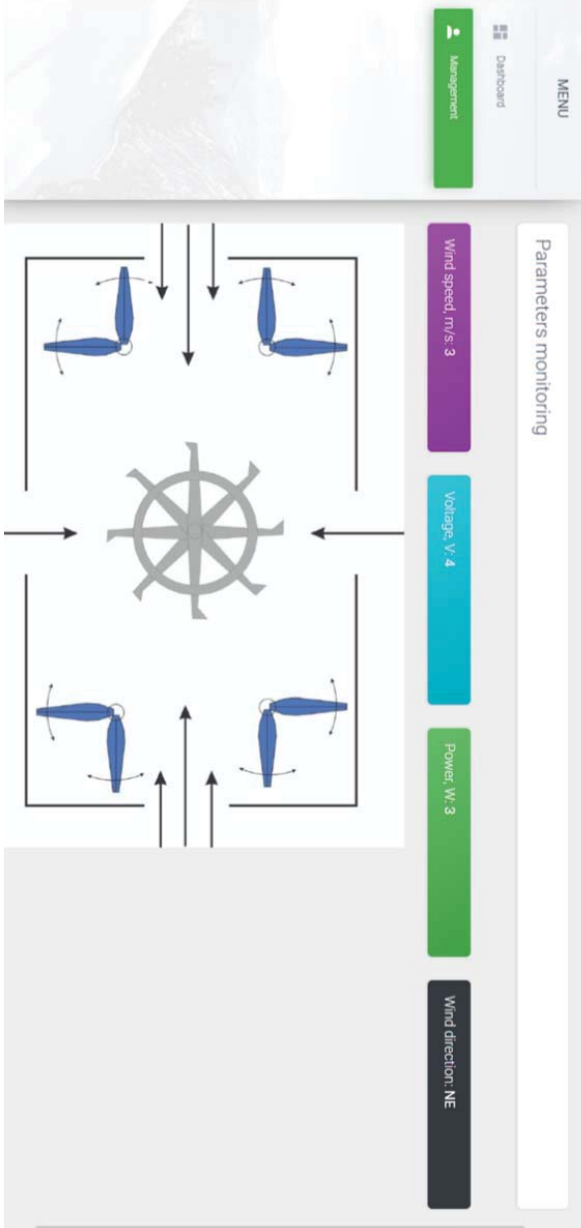 MENU
Dashboard
Management
Parameters monitoring
Wind speed, m/s: 3
Voltage, V: 4
Power, W: 3
Wind direction: NE